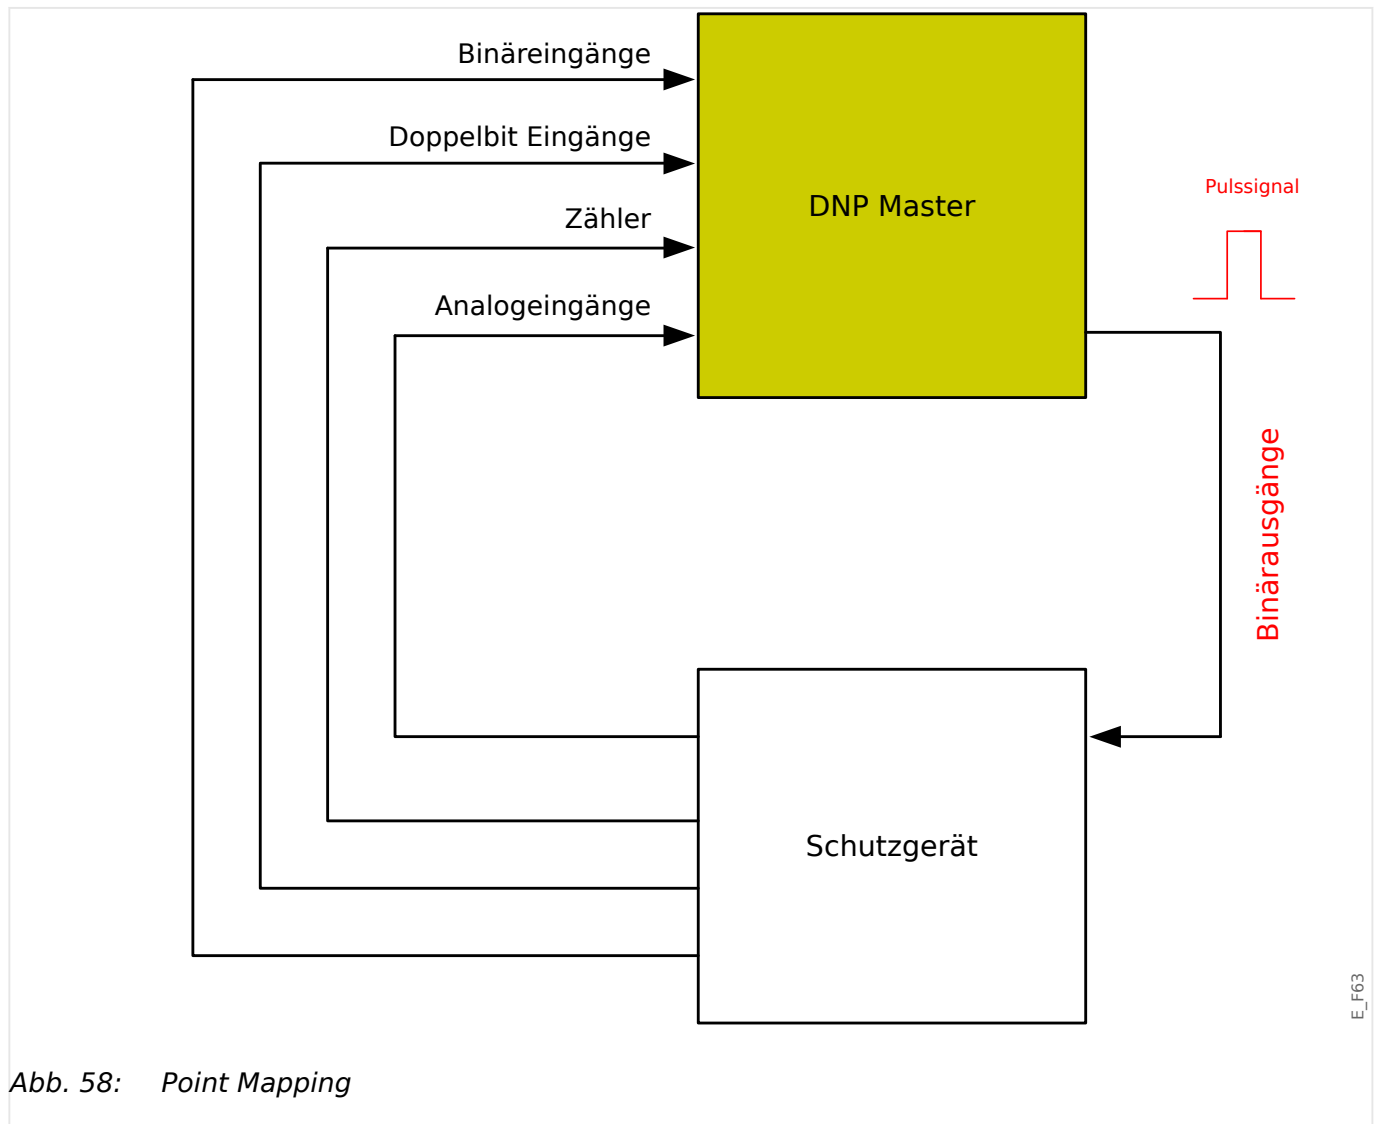 Binäreingänge
Doppelbit Eingänge
Zähler
Analogeingänge
DNP Master
Pulssignal
Binärausgänge
Schutzgerät
E_F63
Abb. 58: Point Mapping